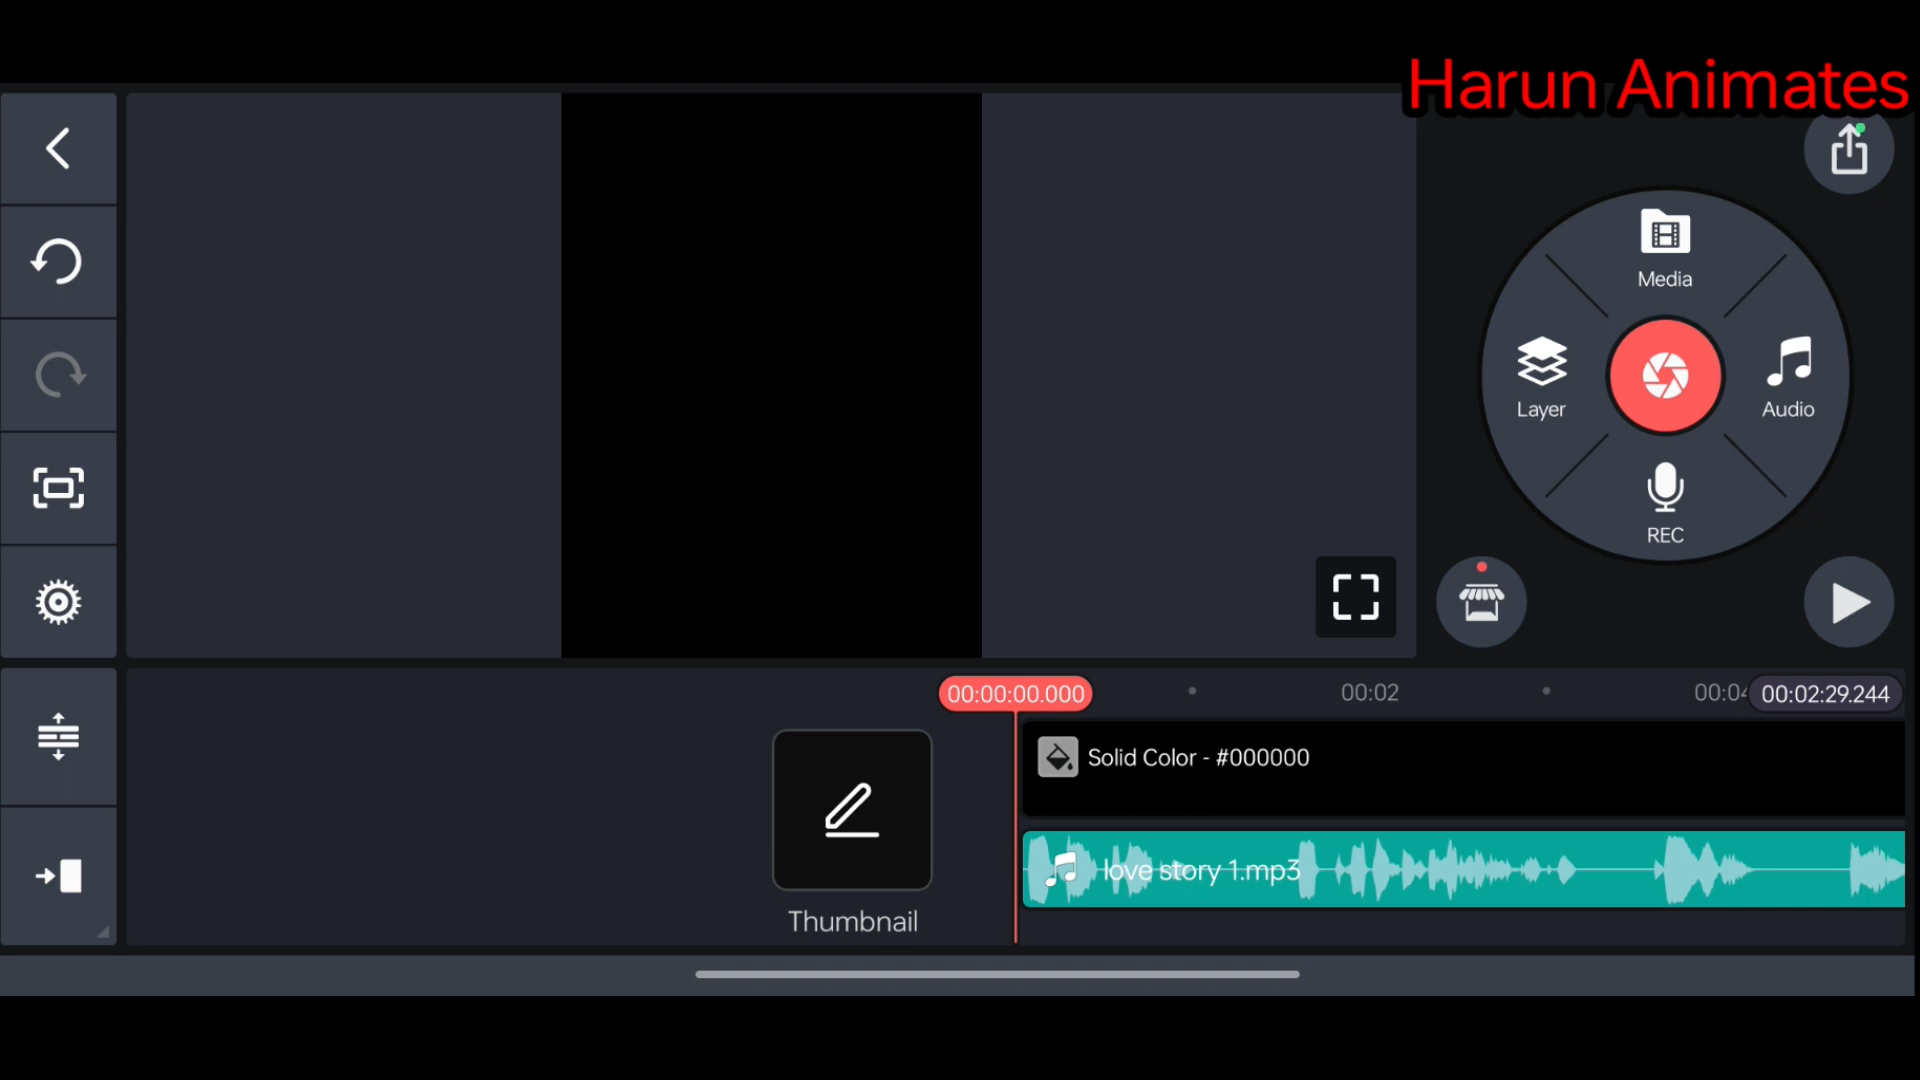 Harun Animates
Media
Layer
Audio
REC
00:00:00.000
00:02
00:04
00:02:29.244
Solid Color - #000000
love story 1.mp3
Thumbnail